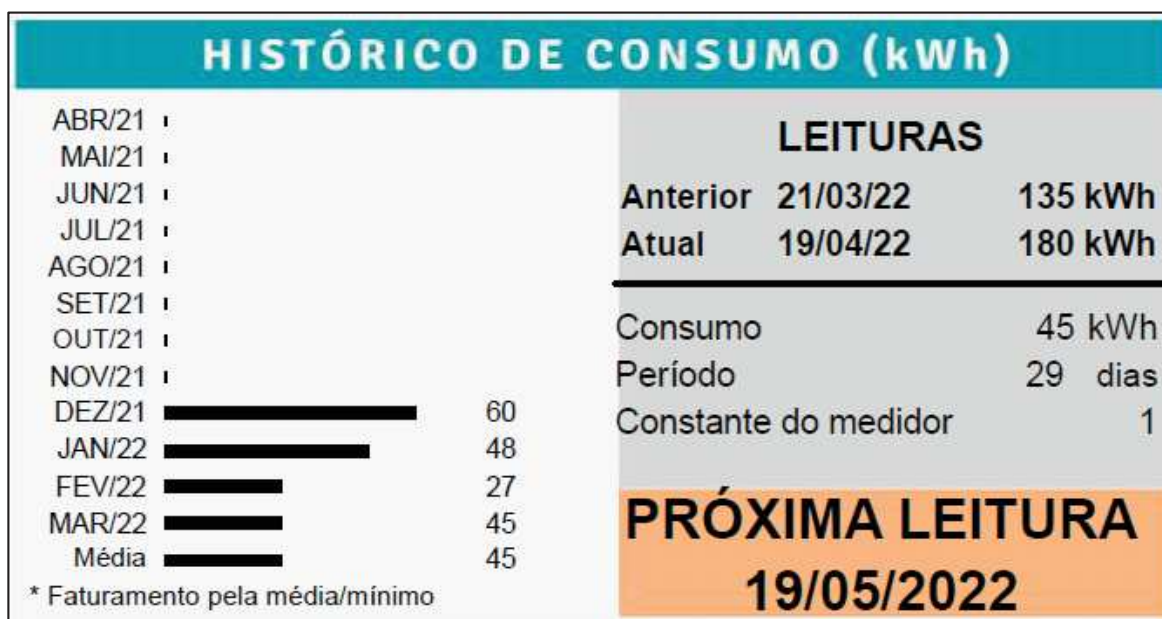 HISTÓRICO DE CONSUMO (kWh)
ABR/21
MAI/21
JUN/21
JUL/21
AGO/21
SET/21
OUT/21
NOV/21
DEZ/21 60
JAN/22 48
FEV/22 27
MAR/22 45
Média 45
* Faturamento pela média/mínimo
LEITURAS
Anterior 21/03/22 135 kWh
Atual 19/04/22 180 kWh
Consumo 45 kWh
Período 29 dias
Constante do medidor 1
PRÓXIMA LEITURA
19/05/2022